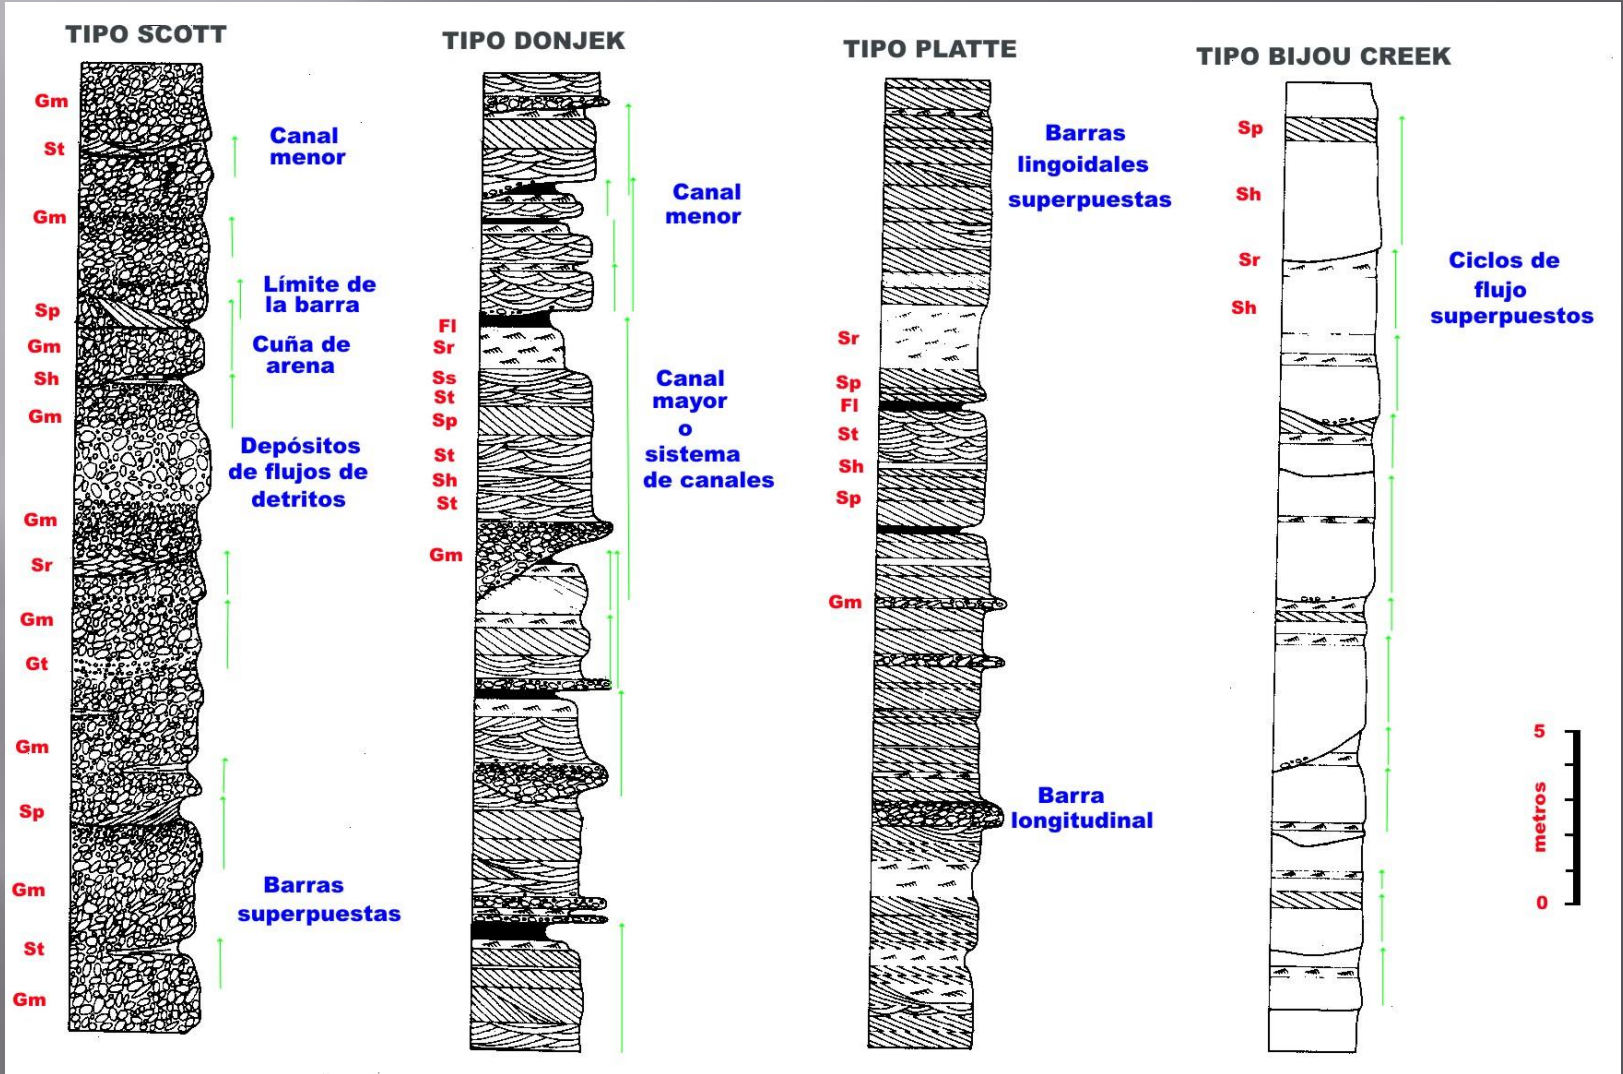 TIPO SCOTT
Gm
St
Gm
Sp
Gm
Sh
Gm
Gm
Sr
Gm
Gt
Gm
Sp
Gm
St
Gm
Canal
menor
Límite de
la barra
Cuña de
arena
Depósitos
de flujos de
detritos
Barras
superpuestas
TIPO DONJEK
Fl
Sr
Ss
St
Sp
St
Sh
St
Gm
Canal
menor
Canal
mayor
o
sistema
de canales
TIPO PLATTE
Sr
Sp
Fl
St
Sh
Sp
Gm
Barras
lingoidales
superpuestas
Barra
longitudinal
TIPO BIJOU CREEK
Sp
Sh
Sr
Sh
Ciclos de
flujo
superpuestos
5
metros
0